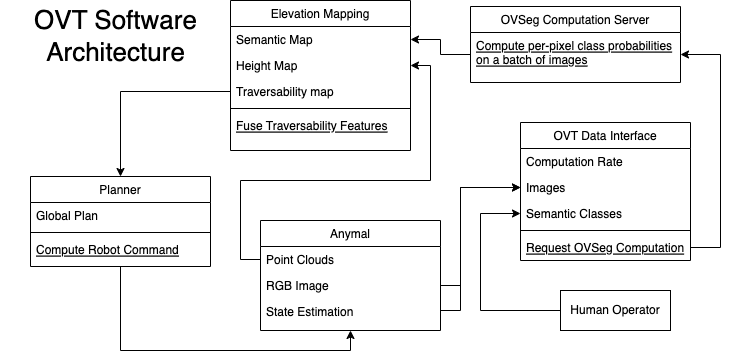 OVT Software
Architecture
Elevation Mapping
Semantic Map
Height Map
Traversability map
Fuse Traversability Features
OVSeg Computation Server
Compute per-pixel class probabilities
on a batch of images
OVT Data Interface
Computation Rate
Images
Semantic Classes
Request OVSeg Computation
Planner
Global Plan
Compute Robot Command
Anymal
Point Clouds
RGB Image
State Estimation
Human Operator